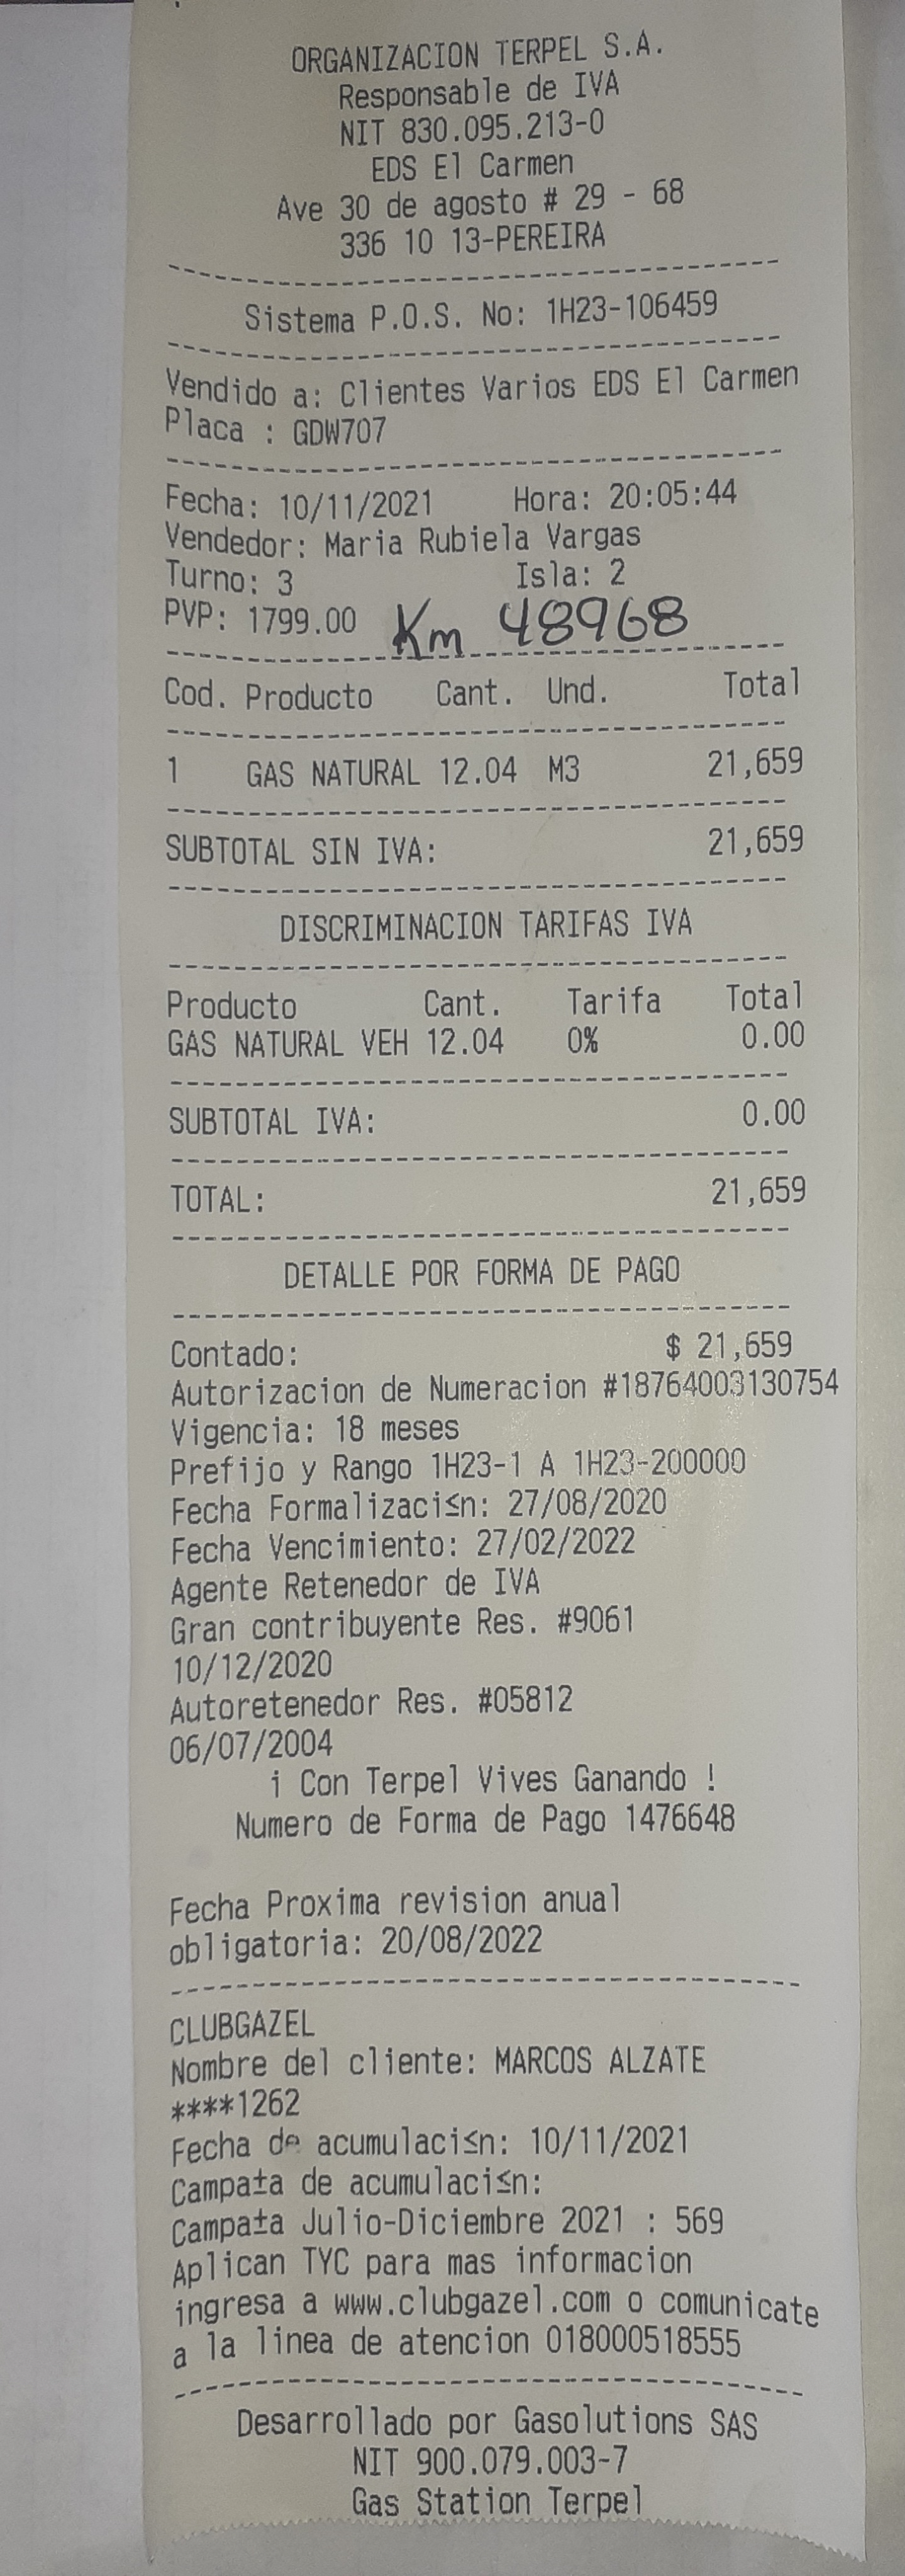 ORGANIZACION TERPEL S.A.
Responsable de IVA
NIT 830.095.213-0
EDS El Carmen
Ave 30 de agosto # 29 - 68
336 10 13-PEREIRA
Sistema P.O.S. No: 1H23-106459
Vendido a: Clientes Varios EDS El Carmen
Placa : GDW707
Fecha: 10/11/2021 Hora: 20:05:44
Vendedor: Maria Rubiela Vargas
Turno: 3 Isla: 2
PVP: 1799.00 Km 48968
Cod. Producto Cant. Und. Total
1 GAS NATURAL 12.04 M3 21,659
SUBTOTAL SIN IVA: 21,659
DISCRIMINACION TARIFAS IVA
Producto Cant. Tarifa Total
GAS NATURAL VEH 12.04 0% 0.00
SUBTOTAL IVA: 0.00
TOTAL: 21,659
DETALLE POR FORMA DE PAGO
Contado: $ 21,659
Autorizacion de Numeracion #18764003130754
Vigencia: 18 meses
Prefijo y Rango 1H23-1 A 1H23-200000
Fecha Formalizaci≤n: 27/08/2020
Fecha Vencimiento: 27/02/2022
Agente Retenedor de IVA
Gran contribuyente Res. #9061
10/12/2020
Autoretenedor Res. #05812
06/07/2004
¡ Con Terpel Vives Ganando !
Numero de Forma de Pago 1476648
Fecha Proxima revision anual
obligatoria: 20/08/2022
CLUBGAZEL
Nombre del cliente: MARCOS ALZATE
****1262
Fecha de acumulaci≤n: 10/11/2021
Campa±a de acumulaci≤n:
Campa±a Julio-Diciembre 2021 : 569
Aplican TYC para mas informacion
ingresa a www.clubgazel.com o comunicate
a la linea de atencion 018000518555
Desarrollado por Gasolutions SAS
NIT 900.079.003-7
Gas Station Terpel